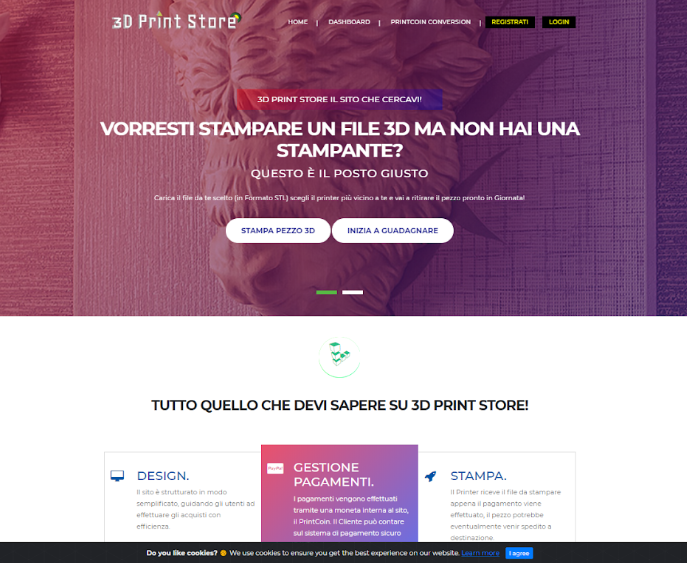 3D Print Store
HOME | DASHBOARD | PRINTCOIN CONVERSION | REGISTRATI LOGIN
3D PRINT STORE IL SITO CHE CERCAVI!
VORRESTI STAMPARE UN FILE 3D MA NON HAI UNA
STAMPANTE?
QUESTO È IL POSTO GIUSTO
Carica il file da te scelto (in Formato STL) scegli il printer più vicino a te e vai a ritirare il pezzo pronto in Giornata!
STAMPA PEZZO 3D INIZIA A GUADAGNARE
TUTTO QUELLO CHE DEVI SAPERE SU 3D PRINT STORE!
DESIGN.
Il sito è strutturato in modo
semplificato, guidando gli utenti ad
effettuare gli acquisti con
efficienza.
PayPal
GESTIONE
PAGAMENTI.
I pagamenti vengono effettuati
tramite una moneta interna al sito,
il PrintCoin. Il Cliente può contare
sul sistema di pagamento sicuro
STAMPA.
Il Printer riceve il file da stampare
appena il pagamento viene
effettuato, il pezzo potrebbe
eventualmente venir spedito a
destinazione
Do you like cookies? 🍪 We use cookies to ensure you get the best experience on our website. Learn more I agree